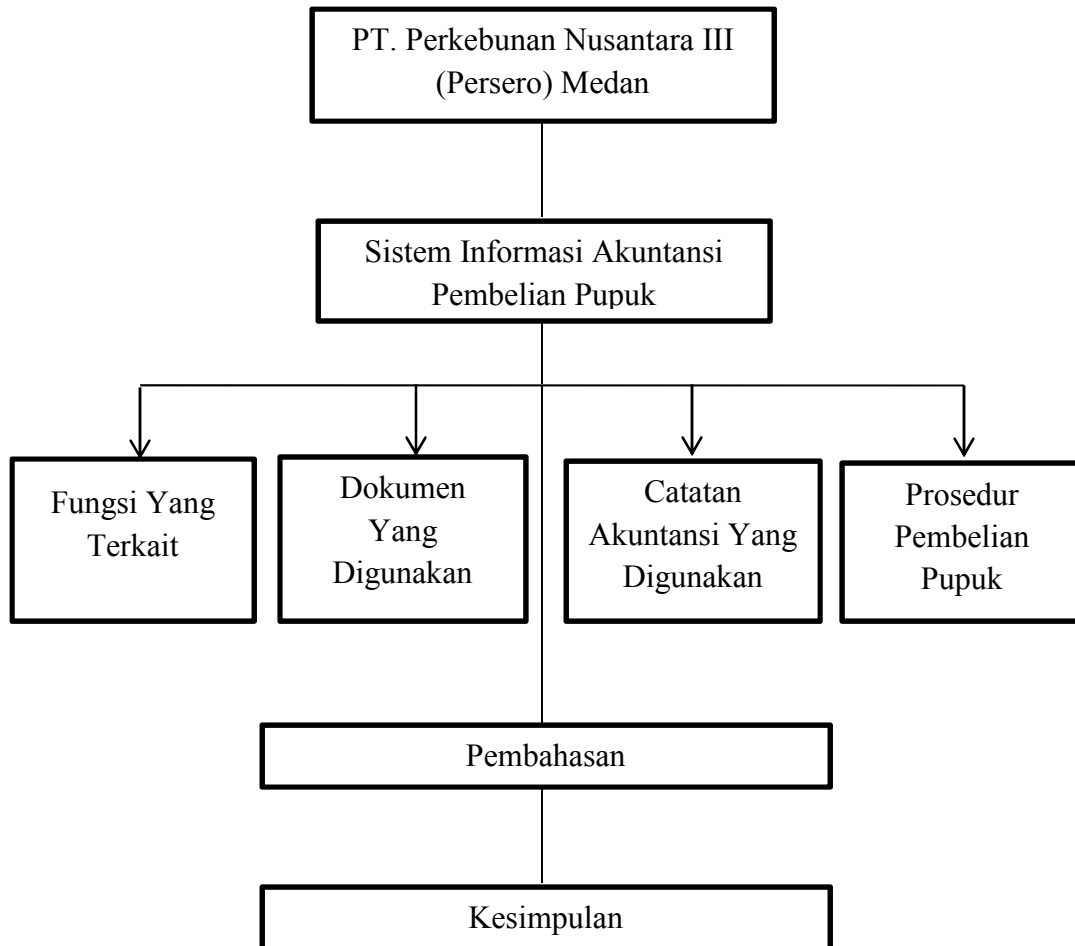 PT. Perkebunan Nusantara III
(Persero) Medan
Sistem Informasi Akuntansi
Pembelian Pupuk
Fungsi Yang
Terkait
Dokumen
Yang
Digunakan
Catatan
Akuntansi Yang
Digunakan
Prosedur
Pembelian
Pupuk
Pembahasan
Kesimpulan